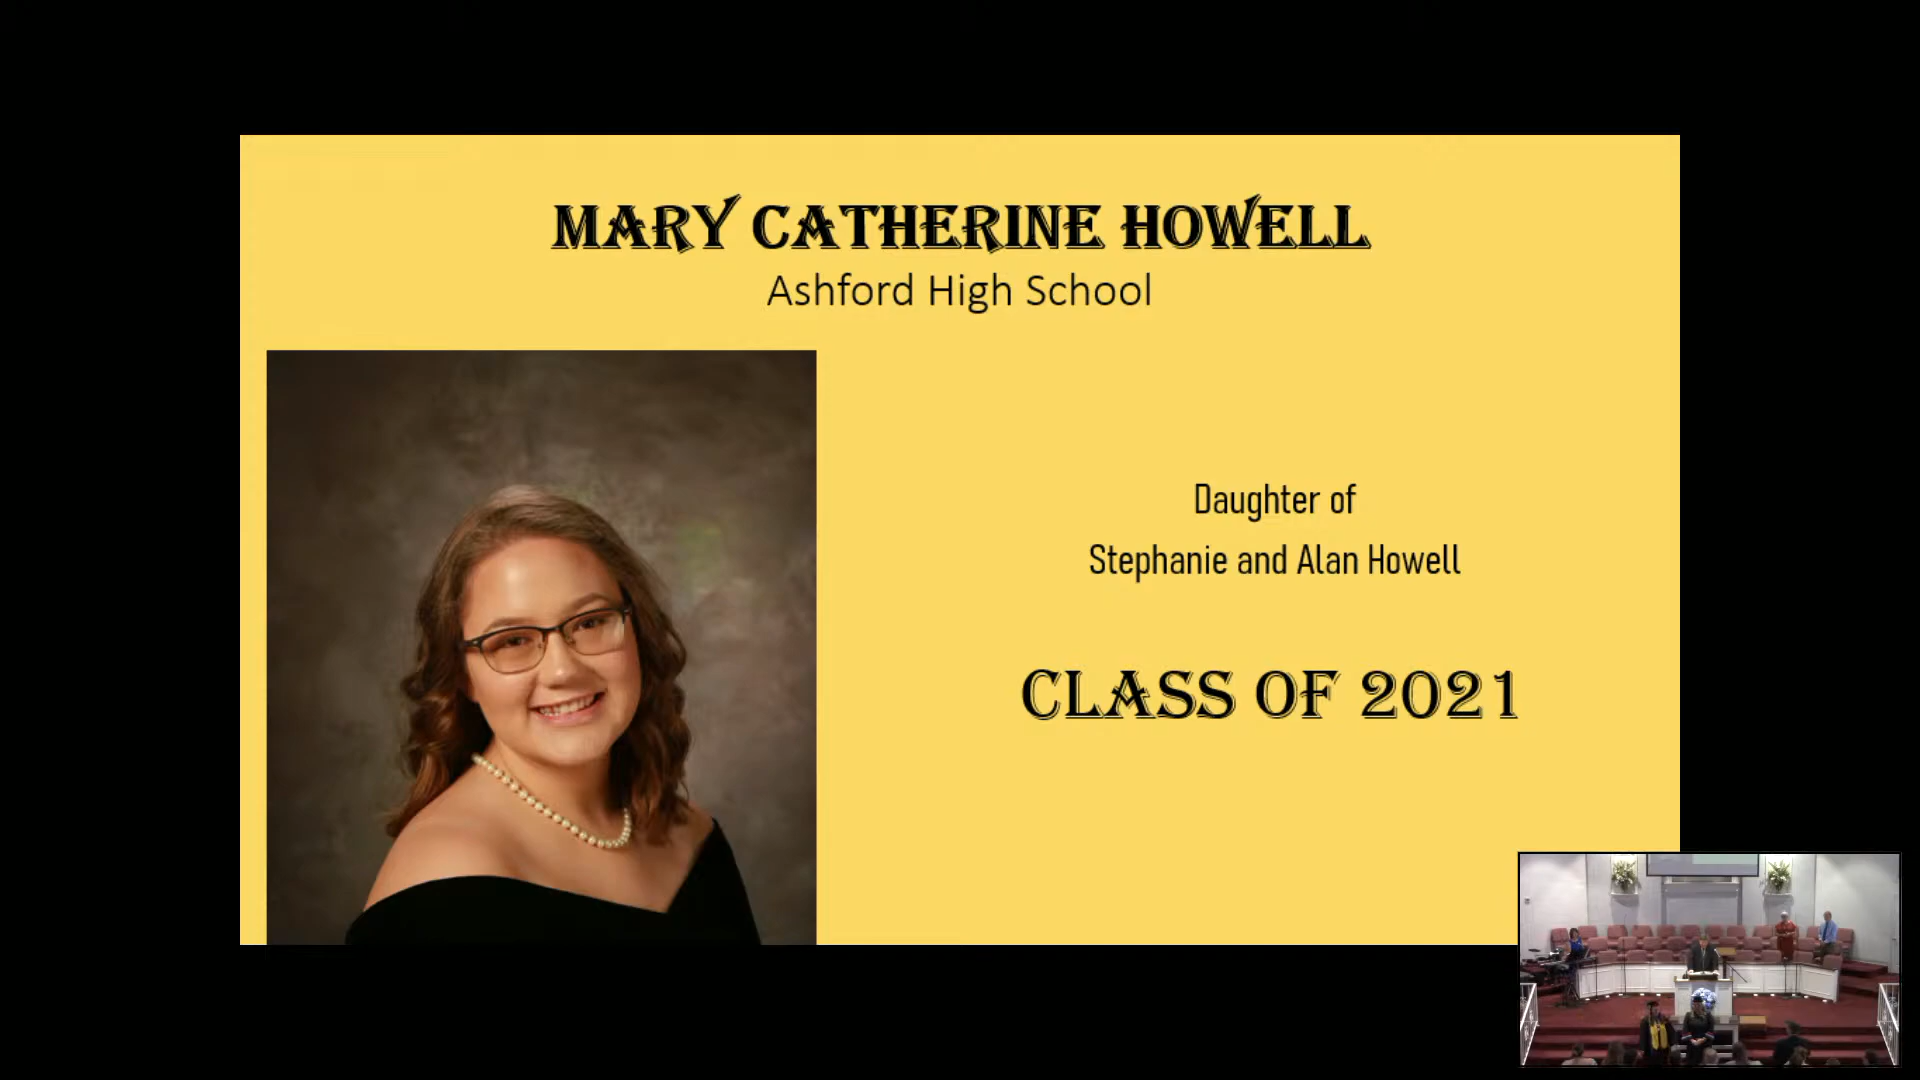 MARY CATHERINE HOWELL
Ashford High School
Daughter of
Stephanie and Alan Howell
CLASS OF 2021